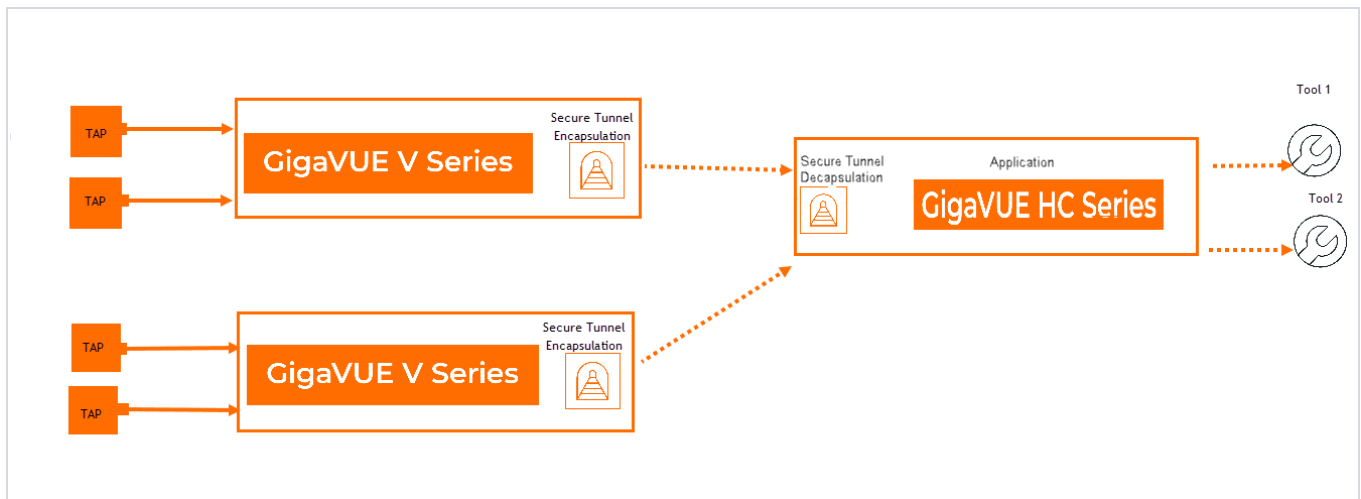 TAP
TAP
GigaVUE V Series
Secure Tunnel
Encapsulation
TAP
TAP
GigaVUE V Series
Secure Tunnel
Encapsulation
Secure Tunnel
Decapsulation
Application
GigaVUE HC Series
Tool 1
Tool 2